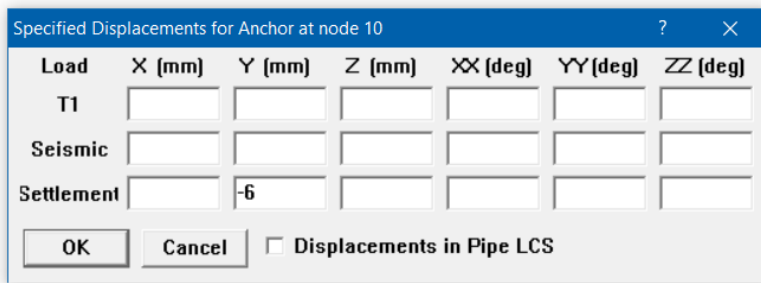 Specified Displacements for Anchor at node 10 ? ×
Load X (mm) Y (mm) Z (mm) XX (deg) YY(deg) ZZ (deg)
T1
Seismic
Settlement -6
OK Cancel Displacements in Pipe LCS